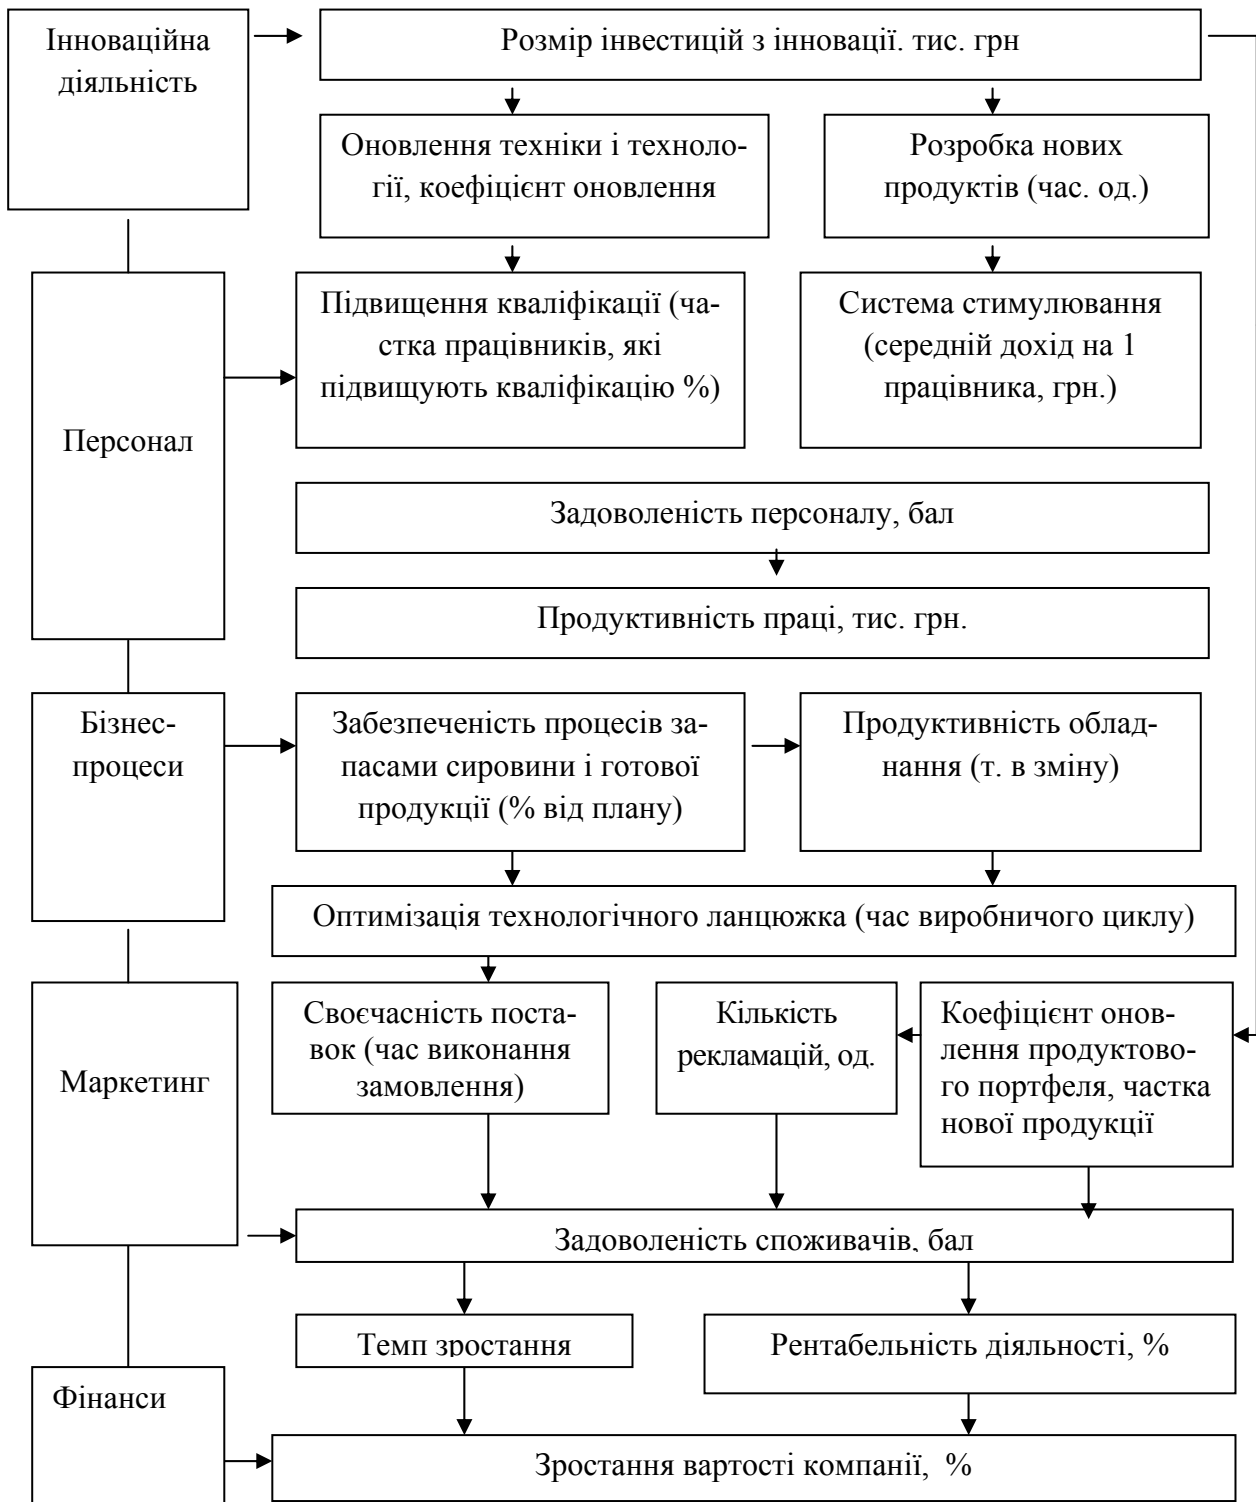 Інноваційна
діяльність
Розмір інвестицій з інновації. тис. грн
Оновлення техніки і техноло-
гії, коефіцієнт оновлення
Розробка нових
продуктів (час. од.)
Персонал
Підвищення кваліфікації (ча-
стка працівників, які
підвищують кваліфікацію %)
Система стимулювання
(середній дохід на 1
працівника, грн.)
Задоволеність персоналу, бал
Продуктивність праці, тис. грн.
Бізнес-
процеси
Забезпеченість процесів за-
пасами сировини і готової
продукції (% від плану)
Продуктивність облад-
нання (т. в зміну)
Оптимізація технологічного ланцюжка (час виробничого циклу)
Маркетинг
Своєчасність поста-
вок (час виконання
замовлення)
Кількість
рекламацій, од.
Коефіцієнт онов-
лення продуктово-
го портфеля, частка
нової продукції
Задоволеність споживачів, бал
Темп зростання
Рентабельність діяльності, %
Фінанси
Зростання вартості компанії, %